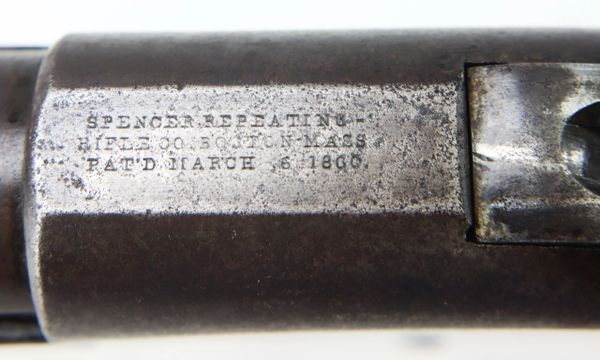 SPENCER REPEATING-
RIFLE CO. BOSTON MASS
PAT'D MARCH 6 1860.